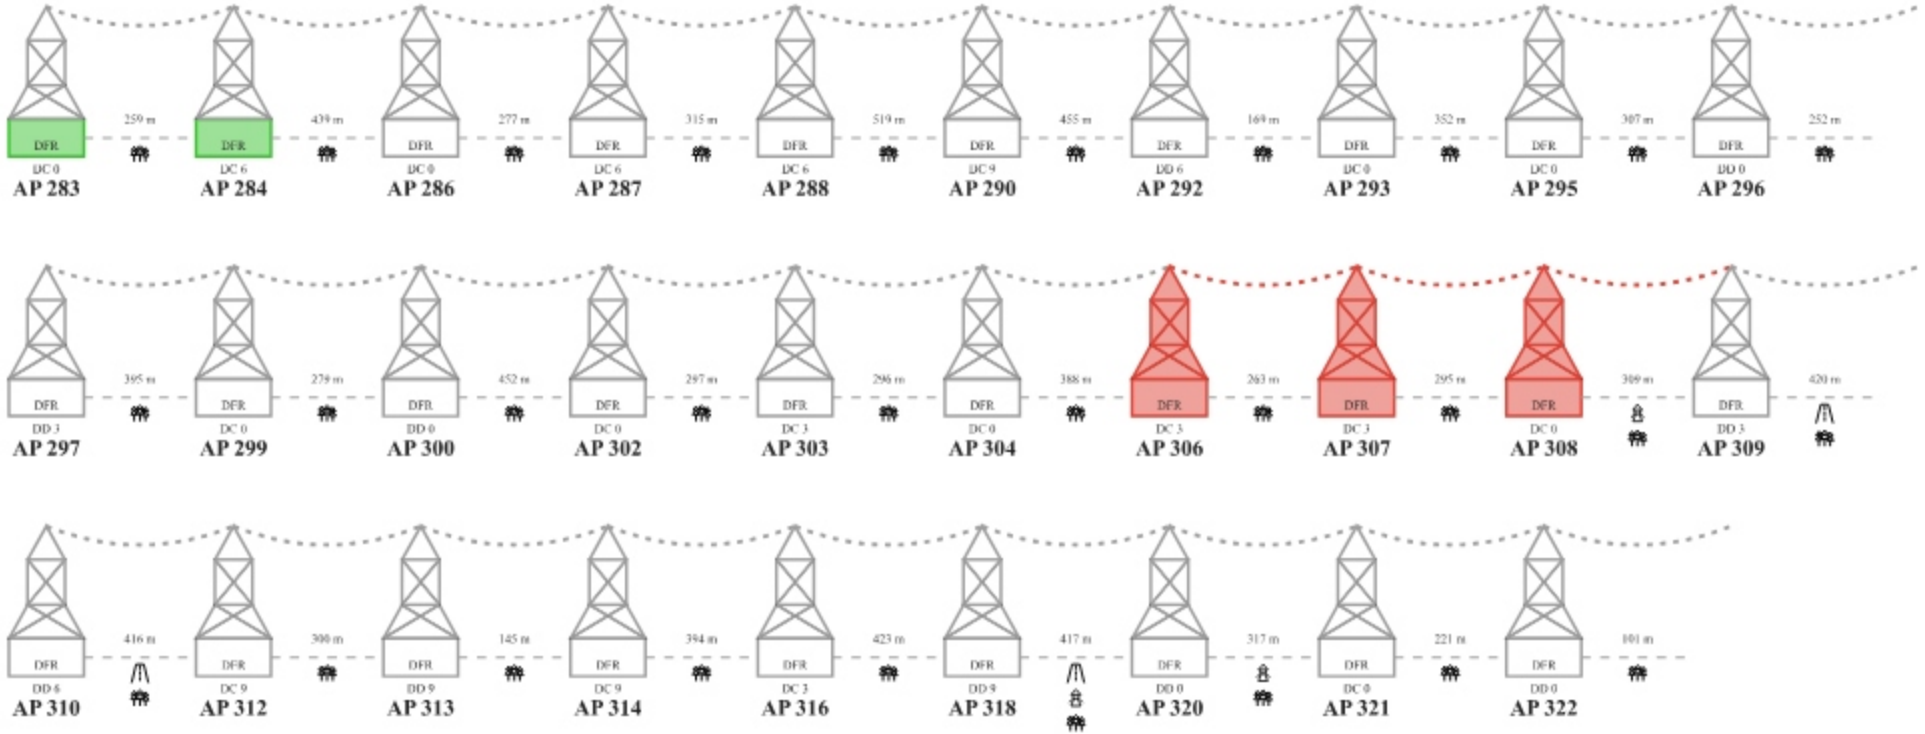 259 m 439 m 277 m 315 m 519 m 455 m 169 m 352 m 307 m 252 m
DFR DFR DFR DFR DFR DFR DFR DFR DFR DFR
DC 0 DC 6 DC 0 DC 6 DC 6 DC 9 DD 6 DC 0 DC 0 DD 0
AP 283 AP 284 AP 286 AP 287 AP 288 AP 290 AP 292 AP 293 AP 295 AP 296
395 m 279 m 452 m 297 m 296 m 388 m 263 m 295 m 309 m 420 m
DFR DFR DFR DFR DFR DFR DFR DFR DFR DFR
DD 3 DC 0 DD 0 DC 0 DC 3 DC 0 DC 3 DC 3 DC 0 DD 3
AP 297 AP 299 AP 300 AP 302 AP 303 AP 304 AP 306 AP 307 AP 308 AP 309
416 m 300 m 145 m 394 m 423 m 417 m 317 m 221 m 101 m
DFR DFR DFR DFR DFR DFR DFR DFR DFR
DD 6 DC 9 DD 9 DC 9 DC 3 DD 9 DD 0 DC 0 DD 0
AP 310 AP 312 AP 313 AP 314 AP 316 AP 318 AP 320 AP 321 AP 322